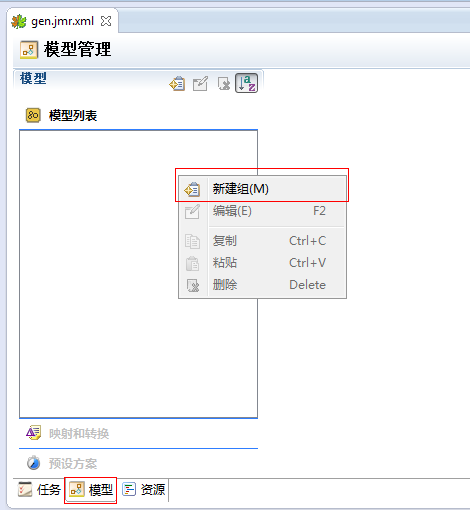 gen.jmr.xml
模型管理
模型
模型列表
新建组(M)
编辑(E) F2
复制 Ctrl+C
粘贴 Ctrl+V
删除 Delete
映射和转换
预设方案
任务 模型 资源